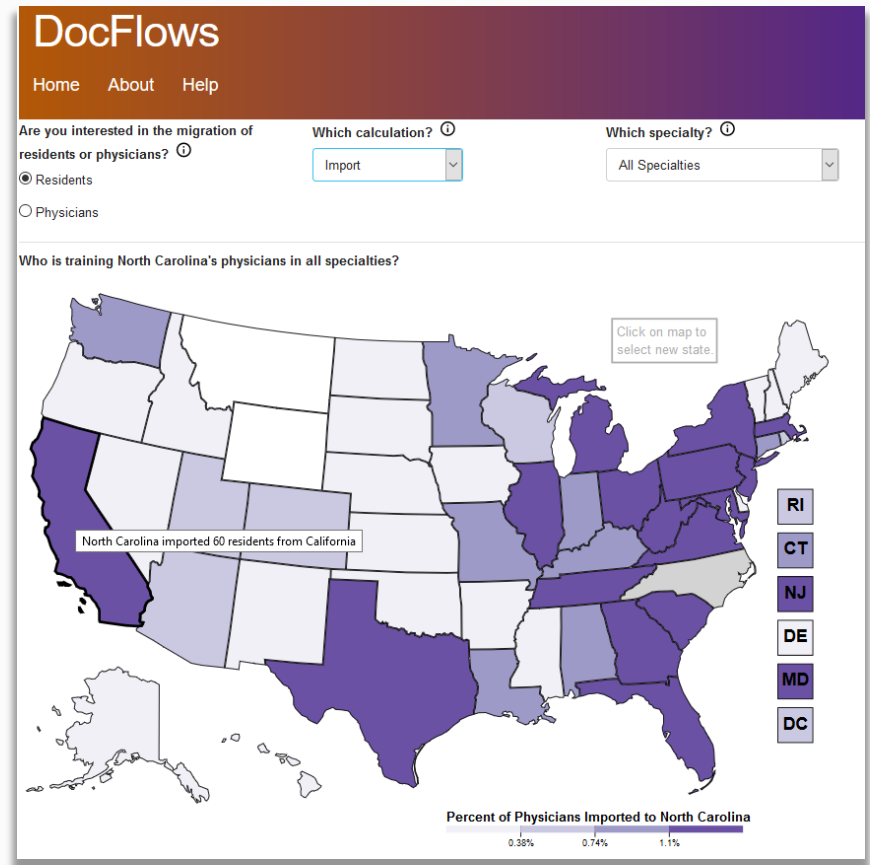 DocFlows
Home About Help
Are you interested in the migration of
residents or physicians? ⓘ
Residents
Physicians
Which calculation? ⓘ
Import
Which specialty? ⓘ
All Specialties
Who is training North Carolina's physicians in all specialties?
Click on map to
select new state.
North Carolina imported 60 residents from California
RI
CT
NJ
DE
MD
DC
Percent of Physicians Imported to North Carolina
0.38% 0.74% 1.1%